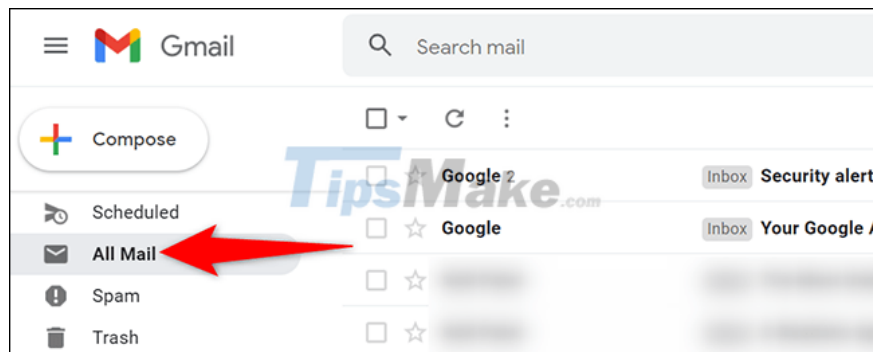 Gmail
Search mail
Compose
TipsMake.com
Google 2
Inbox Security alert
Scheduled
Google
Inbox Your Google
All Mail
Spam
Trash